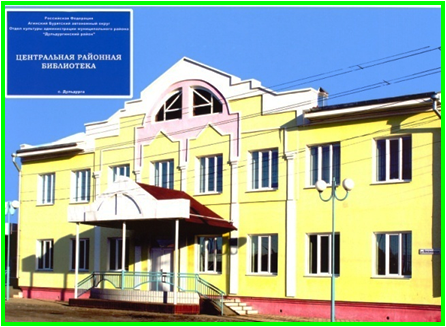 Российская Федерация
Агинский Бурятский автономный округ
Отдел культуры администрации муниципального района
"Дульдургинский район"
ЦЕНТРАЛЬНАЯ РАЙОННАЯ
БИБЛИОТЕКА
с. Дульдурга